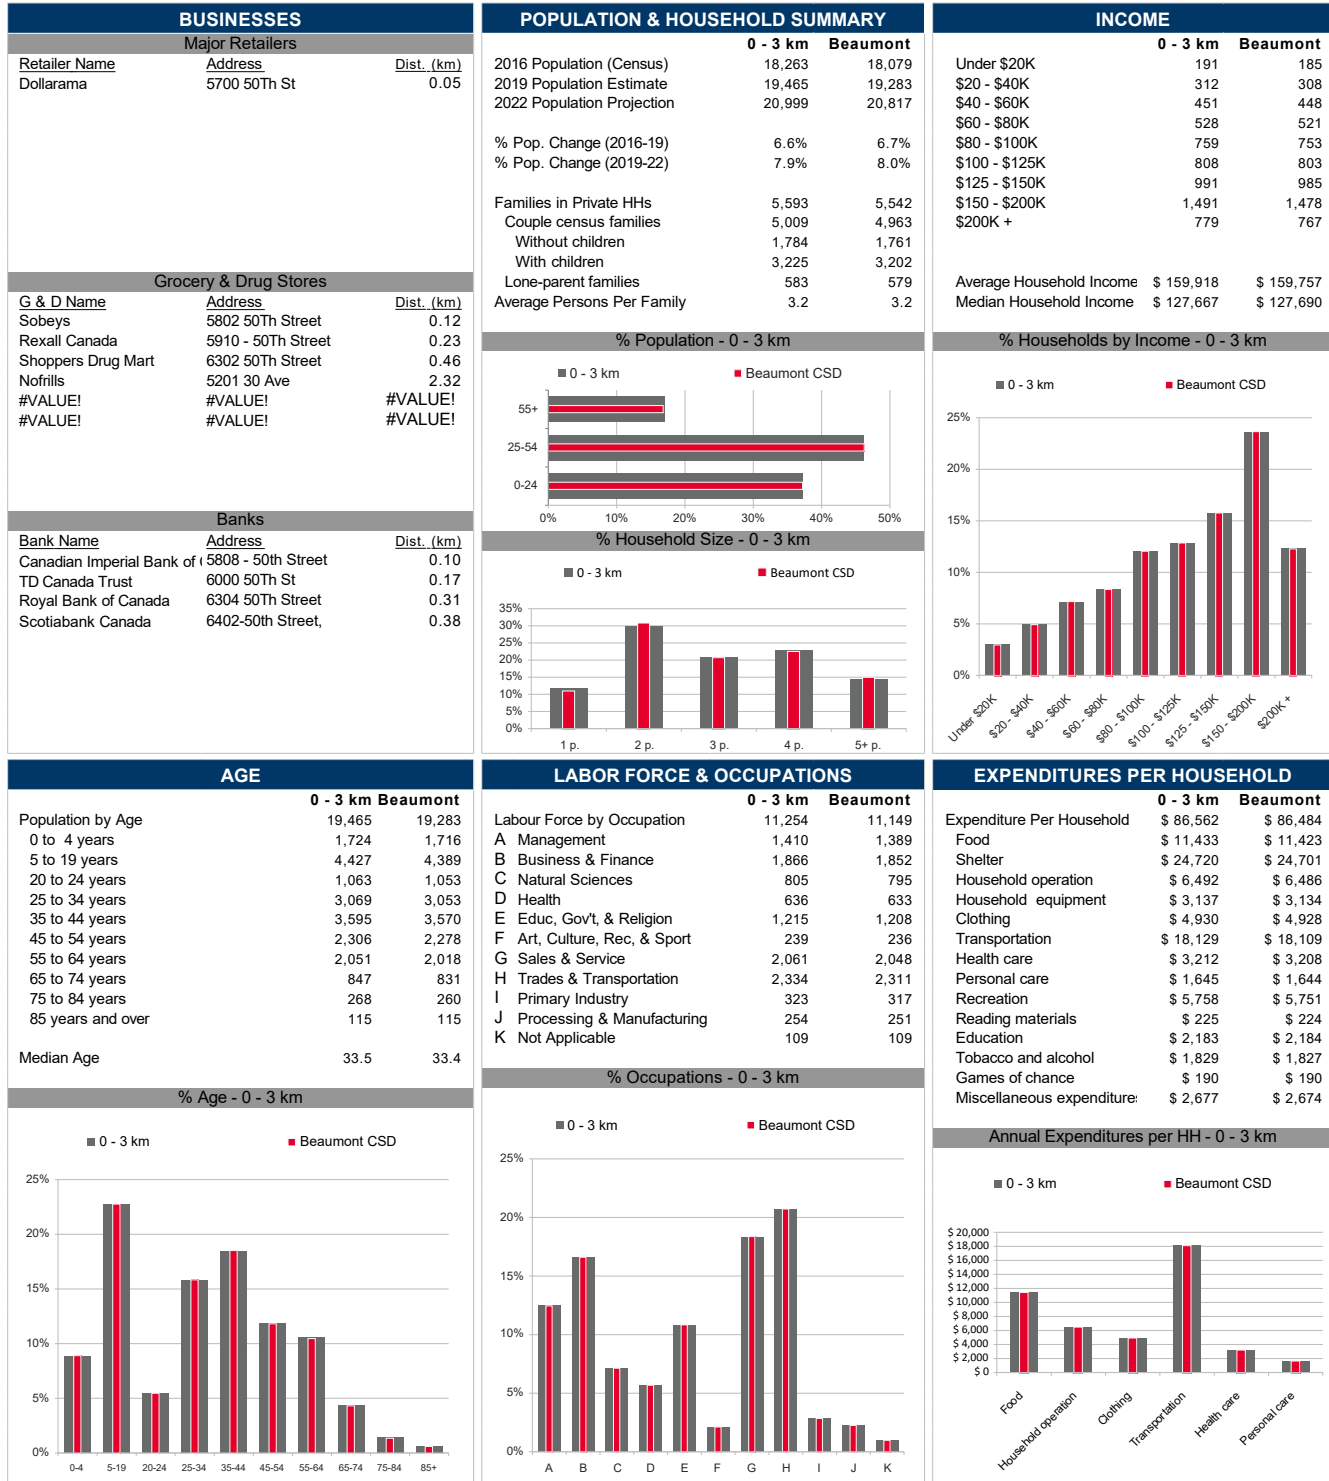 BUSINESSES
Major Retailers
Retailer Name Address Dist. (km)
Dollarama 5700 50Th St 0.05
Grocery & Drug Stores
G & D Name Address Dist. (km)
Sobeys 5802 50Th Street 0.12
Rexall Canada 5910 - 50Th Street 0.23
Shoppers Drug Mart 6302 50Th Street 0.46
Nofrills 5201 30 Ave 2.32
#VALUE! #VALUE! #VALUE!
#VALUE! #VALUE! #VALUE!
Banks
Bank Name Address Dist. (km)
Canadian Imperial Bank of ( 5808 - 50th Street 0.10
TD Canada Trust 6000 50Th St 0.17
Royal Bank of Canada 6304 50Th Street 0.31
Scotiabank Canada 6402-50th Street, 0.38
POPULATION & HOUSEHOLD SUMMARY
0 - 3 km Beaumont
2016 Population (Census) 18,263 18,079
2019 Population Estimate 19,465 19,283
2022 Population Projection 20,999 20,817
% Pop. Change (2016-19) 6.6% 6.7%
% Pop. Change (2019-22) 7.9% 8.0%
Families in Private HHs 5,593 5,542
Couple census families 5,009 4,963
Without children 1,784 1,761
With children 3,225 3,202
Lone-parent families 583 579
Average Persons Per Family 3.2 3.2
% Population - 0 - 3 km
0 - 3 km Beaumont CSD
55+
25-54
0-24
0% 10% 20% 30% 40% 50%
% Household Size - 0 - 3 km
0 - 3 km Beaumont CSD
35%
30%
25%
20%
15%
10%
5%
0%
1 p. 2 p. 3 p. 4 p. 5+ p.
INCOME
0 - 3 km Beaumont
Under $20K 191 185
$20 - $40K 312 308
$40 - $60K 451 448
$60 - $80K 528 521
$80 - $100K 759 753
$100 - $125K 808 803
$125 - $150K 991 985
$150 - $200K 1,491 1,478
$200K + 779 767
Average Household Income $ 159,918 $ 159,757
Median Household Income $ 127,667 $ 127,690
% Households by Income - 0 - 3 km
0 - 3 km Beaumont CSD
25%
20%
15%
10%
5%
0%
Under $20K $20 - $40K $40 - $60K $60 - $80K $80 - $100K $100 - $125K $125 - $150K $150 - $200K $200K +
AGE
0 - 3 km Beaumont
Population by Age 19,465 19,283
0 to 4 years 1,724 1,716
5 to 19 years 4,427 4,389
20 to 24 years 1,063 1,053
25 to 34 years 3,069 3,053
35 to 44 years 3,595 3,570
45 to 54 years 2,306 2,278
55 to 64 years 2,051 2,018
65 to 74 years 847 831
75 to 84 years 268 260
85 years and over 115 115
Median Age 33.5 33.4
% Age - 0 - 3 km
0 - 3 km Beaumont CSD
25%
20%
15%
10%
5%
0%
0-4 5-19 20-24 25-34 35-44 45-54 55-64 65-74 75-84 85+
LABOR FORCE & OCCUPATIONS
0 - 3 km Beaumont
Labour Force by Occupation 11,254 11,149
A Management 1,410 1,389
B Business & Finance 1,866 1,852
C Natural Sciences 805 795
D Health 636 633
E Educ, Gov't, & Religion 1,215 1,208
F Art, Culture, Rec, & Sport 239 236
G Sales & Service 2,061 2,048
H Trades & Transportation 2,334 2,311
I Primary Industry 323 317
J Processing & Manufacturing 254 251
K Not Applicable 109 109
% Occupations - 0 - 3 km
0 - 3 km Beaumont CSD
25%
20%
15%
10%
5%
0%
A B C D E F G H I J K
EXPENDITURES PER HOUSEHOLD
0 - 3 km Beaumont
Expenditure Per Household $ 86,562 $ 86,484
Food $ 11,433 $ 11,423
Shelter $ 24,720 $ 24,701
Household operation $ 6,492 $ 6,486
Household equipment $ 3,137 $ 3,134
Clothing $ 4,930 $ 4,928
Transportation $ 18,129 $ 18,109
Health care $ 3,212 $ 3,208
Personal care $ 1,645 $ 1,644
Recreation $ 5,758 $ 5,751
Reading materials $ 225 $ 224
Education $ 2,183 $ 2,184
Tobacco and alcohol $ 1,829 $ 1,827
Games of chance $ 190 $ 190
Miscellaneous expenditures $ 2,677 $ 2,674
Annual Expenditures per HH - 0 - 3 km
0 - 3 km Beaumont CSD
$ 20,000
$ 18,000
$ 16,000
$ 14,000
$ 12,000
$ 10,000
$ 8,000
$ 6,000
$ 4,000
$ 2,000
$ 0
Food Household operation Clothing Transportation Health care Personal care